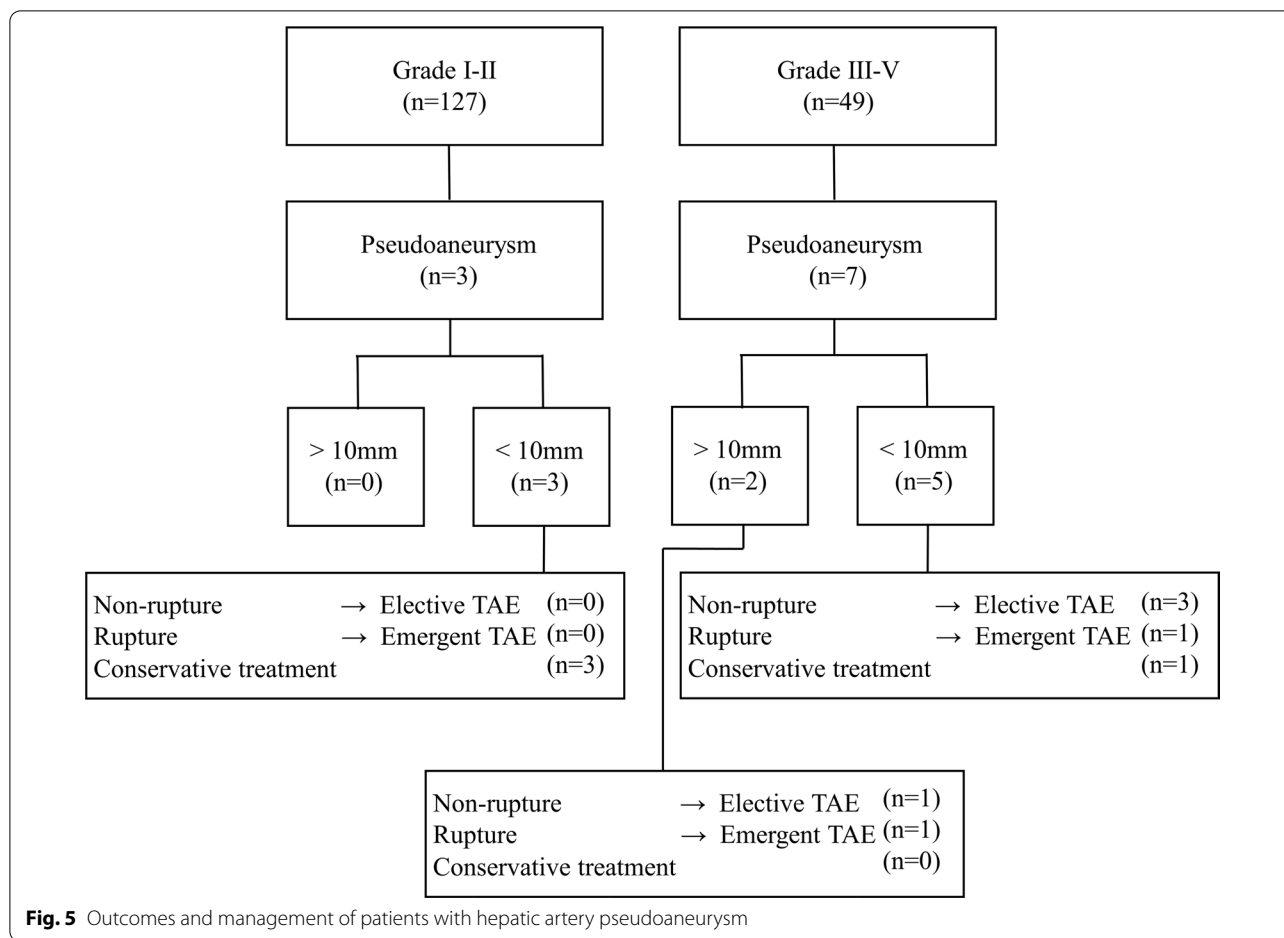 Grade I-II
(n=127)
Grade III-V
(n=49)
Pseudoaneurysm
(n=3)
Pseudoaneurysm
(n=7)
> 10mm
(n=0)
< 10mm
(n=3)
> 10mm
(n=2)
< 10mm
(n=5)
Non-rupture → Elective TAE (n=0)
Rupture → Emergent TAE (n=0)
Conservative treatment (n=3)
Non-rupture → Elective TAE (n=3)
Rupture → Emergent TAE (n=1)
Conservative treatment (n=1)
Non-rupture → Elective TAE (n=1)
Rupture → Emergent TAE (n=1)
Conservative treatment (n=0)
Fig. 5 Outcomes and management of patients with hepatic artery pseudoaneurysm